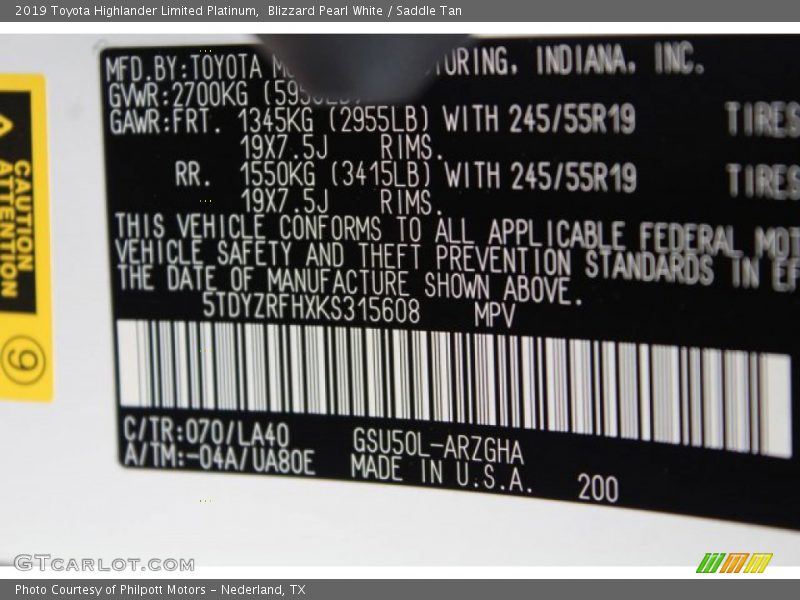 2019 Toyota Highlander Limited Platinum,  Blizzard Pearl White / Saddle Tan
MFD.BY:TOYOTA INDIANA, INC.
GVWR:2700KG
GAWR:FRT. 1345KG (2955LB) WITH 245/55R19 TIRES
19X7.5J RIMS.
RR. 1550KG (3415LB) WITH 245/55R19 TIRES
19X7.5J RIMS.
THIS VEHICLE CONFORMS TO ALL APPLICABLE FEDERAL
VEHICLE SAFETY AND THEFT PREVENTION STANDARDS IN
THE DATE OF MANUFACTURE SHOWN ABOVE.
5TDYZRFHXKS315608 MPV
C/TR:070/LA40 GSU50L-ARZGHA
A/TM:-04A/UA80E MADE IN U.S.A. 200
CAUTION
ATTENTION
9
GTCARLOT.COM
Photo Courtesy of Philpott Motors - Nederland, TX